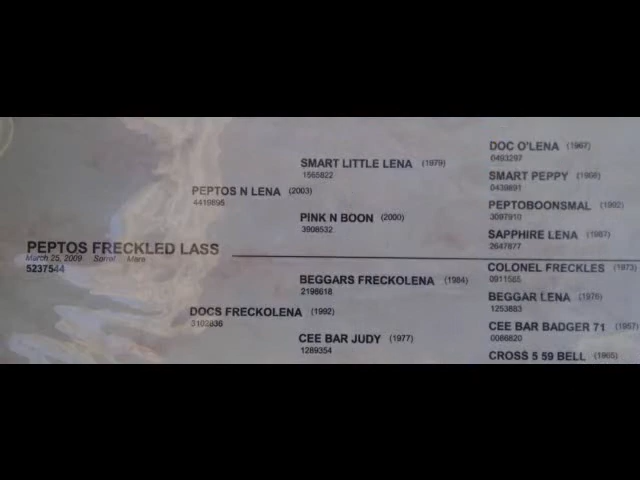 DOC O'LENA (1967)
0493297
SMART LITTLE LENA (1979)
1565822
SMART PEPPY (1968)
0439891
PEPTOS N LENA (2003)
4419695
PEPTOBOONSMAL (1992)
3097910
PINK N BOON (2000)
3908532
SAPPHIRE LENA (1987)
2647877
PEPTOS FRECKLED LASS
March 25, 2009 Sorrel Mare
5237544
COLONEL FRECKLES (1973)
0911565
BEGGARS FRECKOLENA (1984)
2198618
BEGGAR LENA (1976)
1253883
DOCS FRECKOLENA (1992)
3102836
CEE BAR BADGER 71 (1957)
0086820
CEE BAR JUDY (1977)
1289354
CROSS 5 59 BELL (1965)